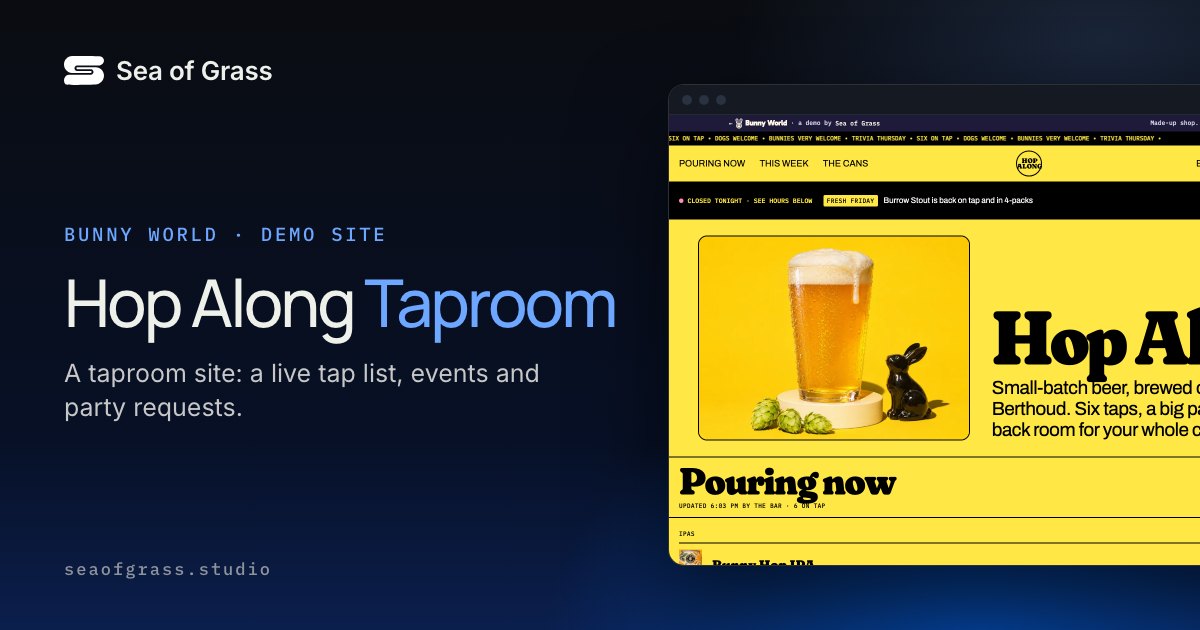 Sea of Grass
BUNNY WORLD · DEMO SITE
Hop Along Taproom
A taproom site: a live tap list, events and
party requests.
seaofgrass.studio
← Bunny World · a demo by Sea of Grass
Made-up shop.
SIX ON TAP • DOGS WELCOME • BUNNIES VERY WELCOME • TRIVIA THURSDAY • SIX ON TAP • DOGS WELCOME • BUNNIES VERY WELCOME • TRIVIA THURSDAY •
POURING NOW THIS WEEK THE CANS
HOP
ALONG
CLOSED TONIGHT · SEE HOURS BELOW FRESH FRIDAY Burrow Stout is back on tap and in 4-packs
Hop Al
Small-batch beer, brewed
Berthoud. Six taps, a big
back room for your whole
Pouring now
UPDATED 6:03 PM BY THE BAR · 6 ON TAP
IPAS
Bunny Hop IPA